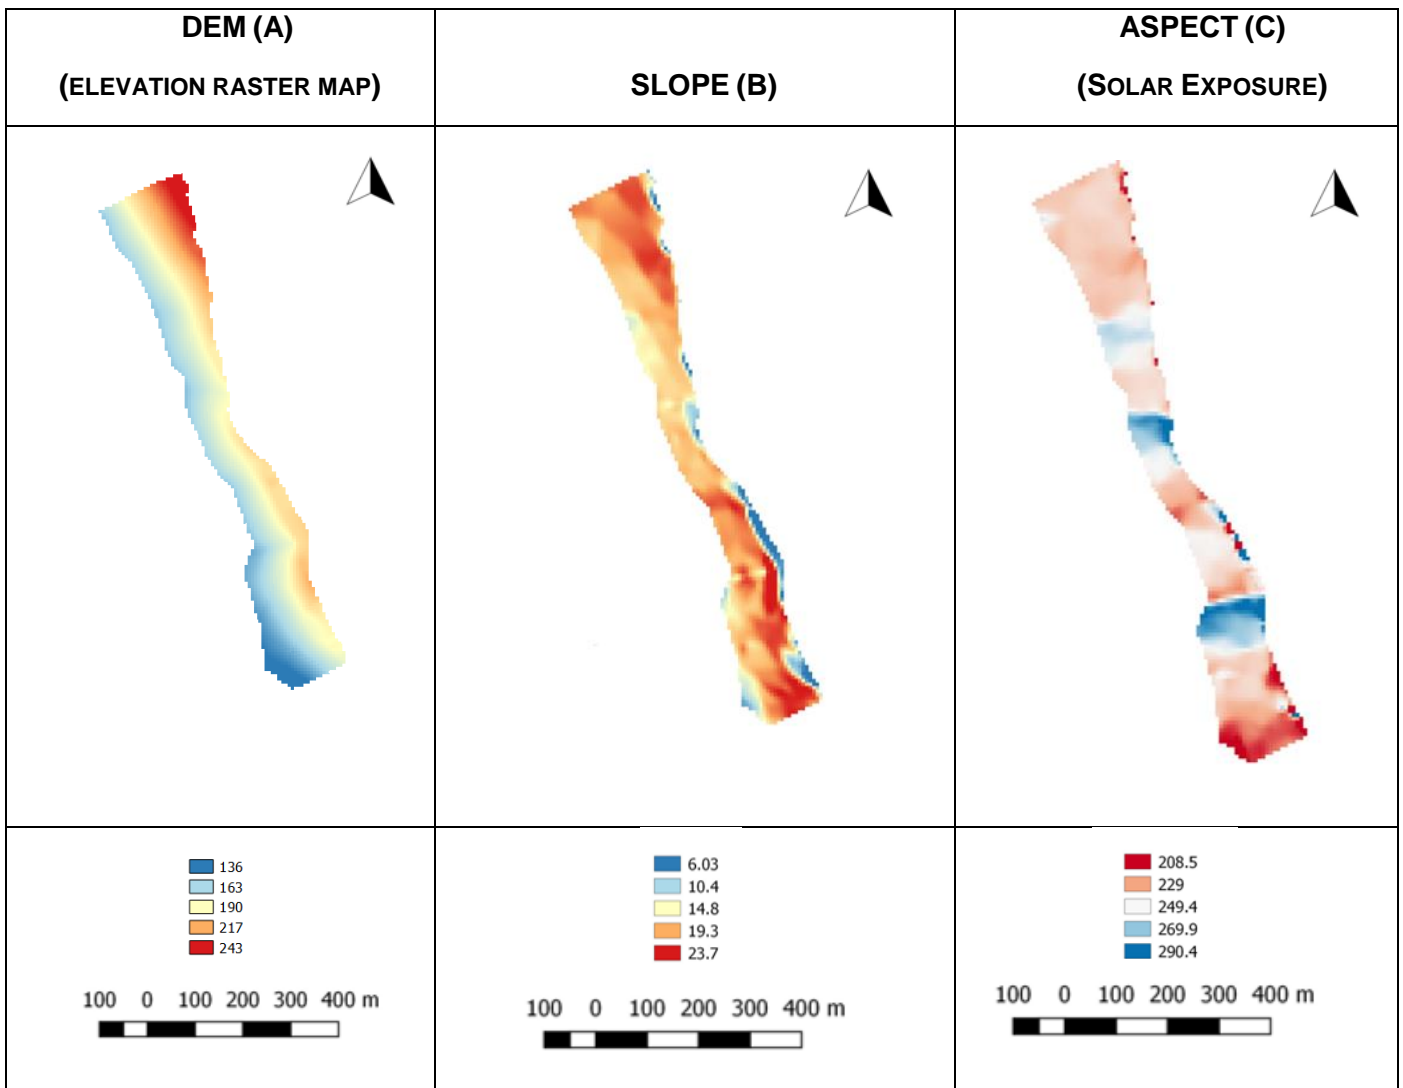 DEM (A)
(ELEVATION RASTER MAP)
SLOPE (B)
ASPECT (C)
(SOLAR EXPOSURE)
136
163
190
217
243
100 0 100 200 300 400 m
6.03
10.4
14.8
19.3
23.7
100 0 100 200 300 400 m
208.5
229
249.4
269.9
290.4
100 0 100 200 300 400 m